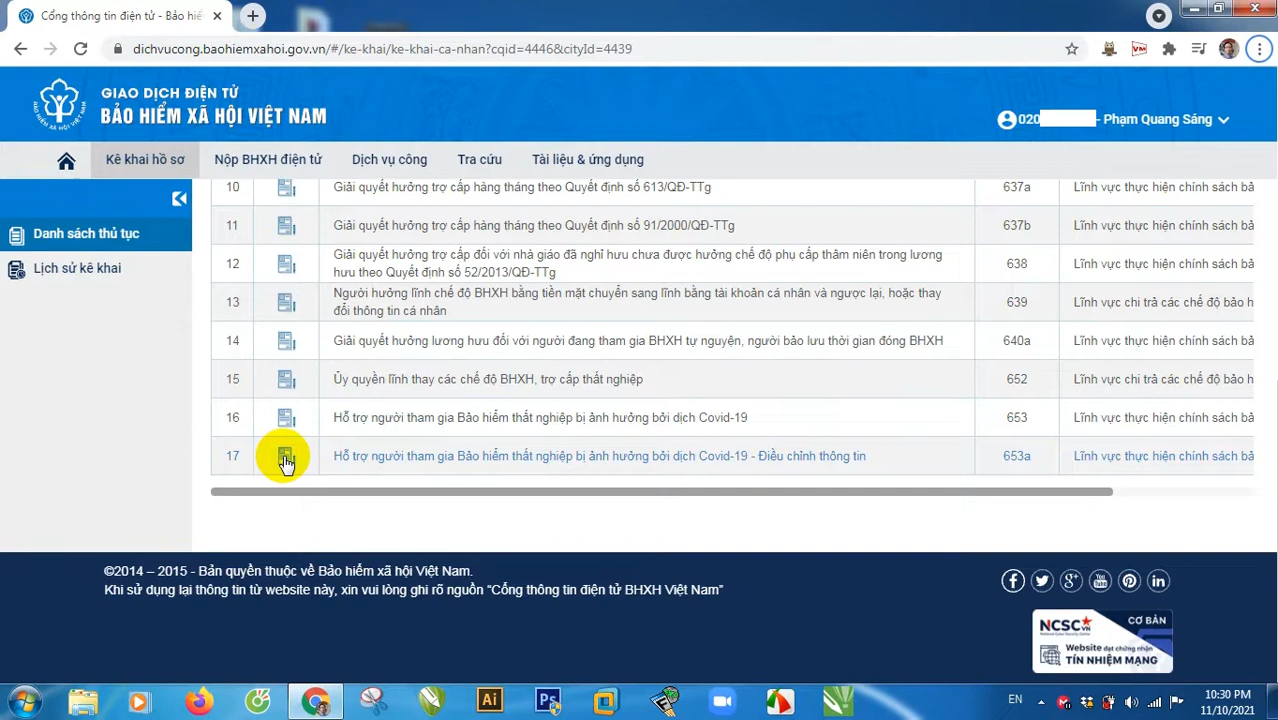 Cổng thông tin điện tử - Bảo hiể
dichvucong.baohiemxahoi.gov.vn/#/ke-khai/ke-khai-ca-nhan?cqid=4446&cityId=4439
GIAO DỊCH ĐIỆN TỬ
BẢO HIỂM XÃ HỘI VIỆT NAM
020 - Phạm Quang Sáng
Kê khai hồ sơ Nộp BHXH điện tử Dịch vụ công Tra cứu Tài liệu & ứng dụng
Danh sách thủ tục
Lịch sử kê khai
10 Giải quyết hưởng trợ cấp hàng tháng theo Quyết định số 613/QĐ-TTg 637a Lĩnh vực thực hiện chính sách bả
11 Giải quyết hưởng trợ cấp hàng tháng theo Quyết định số 91/2000/QĐ-TTg 637b Lĩnh vực thực hiện chính sách bả
12 Giải quyết hưởng trợ cấp đối với nhà giáo đã nghỉ hưu chưa được hưởng chế độ phụ cấp thâm niên trong lương
hưu theo Quyết định số 52/2013/QĐ-TTg 638 Lĩnh vực thực hiện chính sách bả
13 Người hưởng lĩnh chế độ BHXH bằng tiền mặt chuyển sang lĩnh bằng tài khoản cá nhân và ngược lại, hoặc thay
đổi thông tin cá nhân 639 Lĩnh vực chi trả các chế độ bảo h
14 Giải quyết hưởng lương hưu đối với người đang tham gia BHXH tự nguyện, người bảo lưu thời gian đóng BHXH 640a Lĩnh vực thực hiện chính sách bả
15 Ủy quyền lĩnh thay các chế độ BHXH, trợ cấp thất nghiệp 652 Lĩnh vực chi trả các chế độ bảo h
16 Hỗ trợ người tham gia Bảo hiểm thất nghiệp bị ảnh hưởng bởi dịch Covid-19 653 Lĩnh vực thực hiện chính sách bả
17 Hỗ trợ người tham gia Bảo hiểm thất nghiệp bị ảnh hưởng bởi dịch Covid-19 - Điều chỉnh thông tin 653a Lĩnh vực thực hiện chính sách bả
©2014 – 2015 - Bản quyền thuộc về Bảo hiểm xã hội Việt Nam.
Khi sử dụng lại thông tin từ website này, xin vui lòng ghi rõ nguồn “Cổng thông tin điện tử BHXH Việt Nam”
NCSC.VN CƠ BẢN
Website đạt chứng nhận
TÍN NHIỆM MẠNG
EN
10:30 PM
11/10/2021